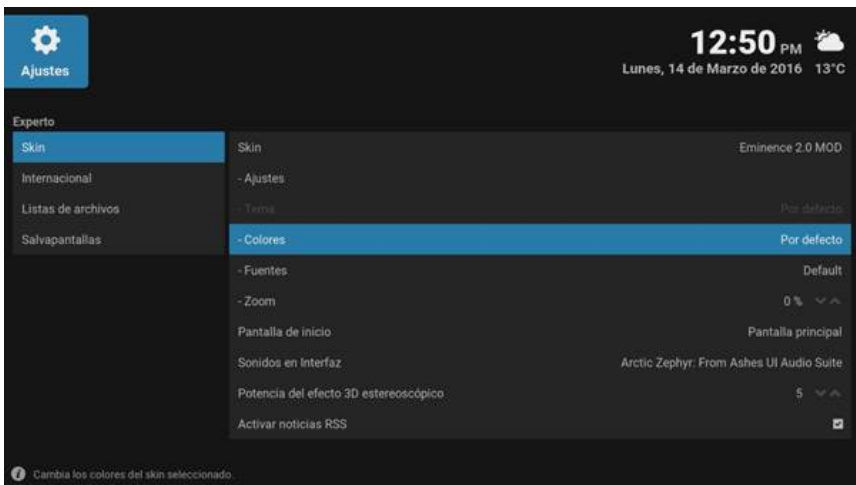 Ajustes
12:50 PM
Lunes, 14 de Marzo de 2016 13°C
Experto
Skin
Internacional
Listas de archivos
Salvapantallas
Skin Eminence 2.0 MOD
- Ajustes
- Tema Por defecto
- Colores Por defecto
- Fuentes Default
- Zoom 0 %
Pantalla de inicio Pantalla principal
Sonidos en Interfaz Arctic Zephyr: From Ashes UI Audio Suite
Potencia del efecto 3D estereoscópico 5
Activar noticias RSS
Cambia los colores del skin seleccionado.